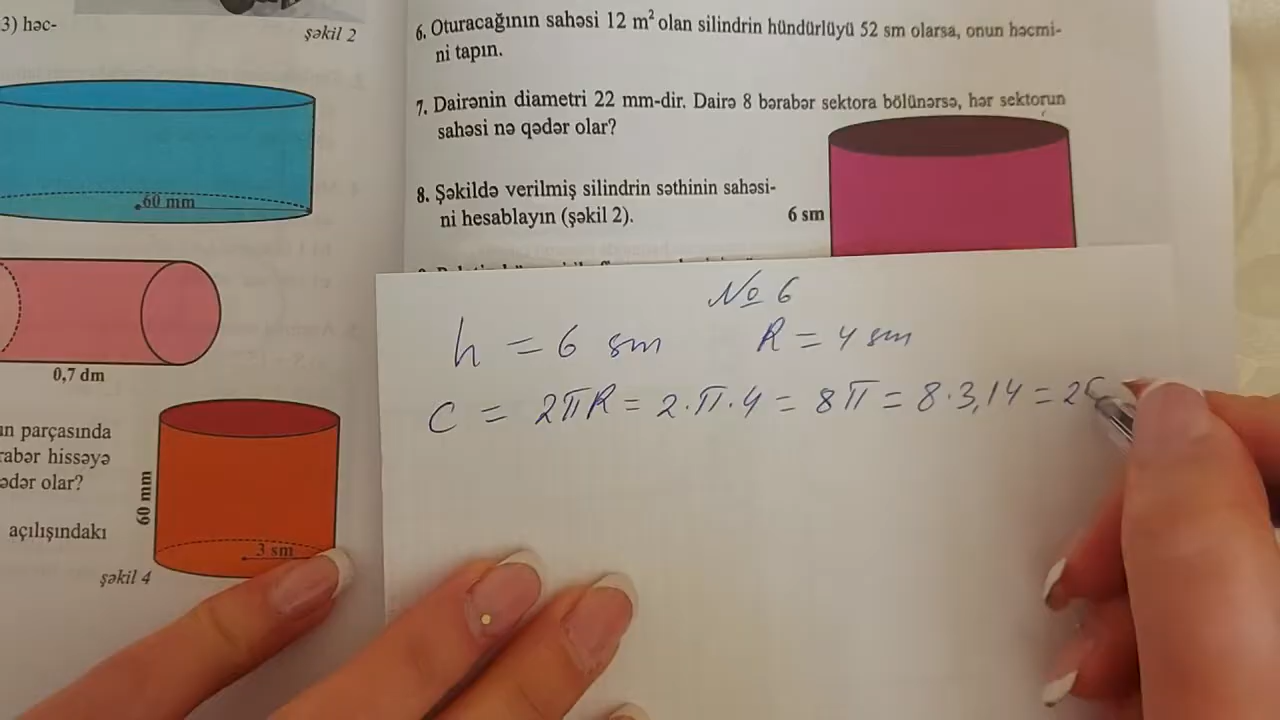 3) həc-
şəkil 2
60 mm
0,7 dm
ın parçasında
rabər hissəyə
ədər olar?
açılışındakı
60 mm
3 sm
şəkil 4
6. Oturacağının sahəsi 12 m² olan silindrin hündürlüyü 52 sm olarsa, onun həcmi-
ni tapın.
7. Dairənin diametri 22 mm-dir. Dairə 8 bərabər sektora bölünərsə, hər sektorun
sahəsi nə qədər olar?
8. Şəkildə verilmiş silindrin səthinin sahəsi-
ni hesablayın (şəkil 2).
6 sm
№ 6
h = 6 sm R = 4 sm
C = 2πR = 2·π·4 = 8π = 8·3,14 = 25